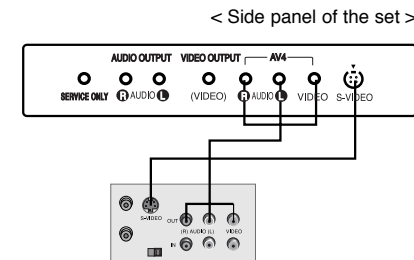 < Side panel of the set >
AUDIO OUTPUT VIDEO OUTPUT AV4
SERVICE ONLY R AUDIO L (VIDEO) R AUDIO L VIDEO S-VIDEO
S-VIDEO OUT
(R) AUDIO (L) VIDEO
IN